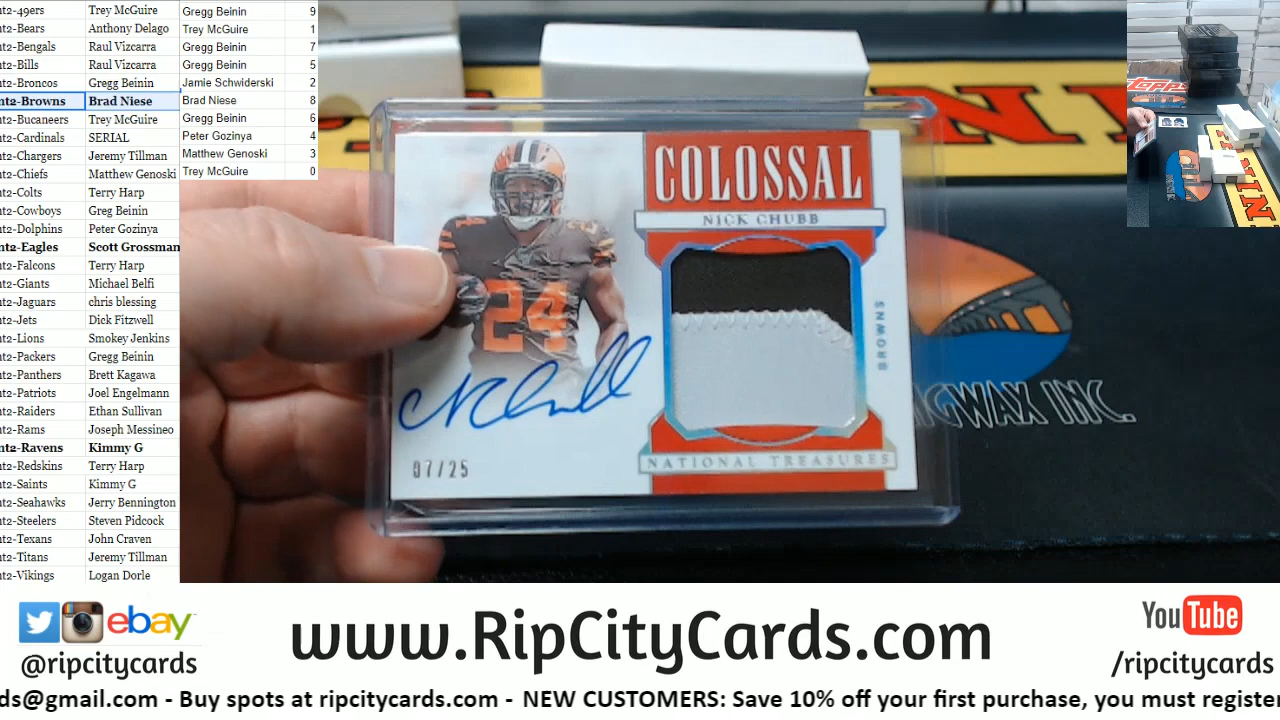 nt2-49ers Trey McGuire
nt2-Bears Anthony Delago
nt2-Bengals Raul Vizcarra
nt2-Bills Raul Vizcarra
nt2-Broncos Gregg Beinin
nt2-Browns Brad Niese
nt2-Bucaneers Trey McGuire
nt2-Cardinals SERIAL
nt2-Chargers Jeremy Tillman
nt2-Chiefs Matthew Genoski
nt2-Colts Terry Harp
nt2-Cowboys Greg Beinin
nt2-Dolphins Peter Gozinya
nt2-Eagles Scott Grossman
nt2-Falcons Terry Harp
nt2-Giants Michael Belfi
nt2-Jaguars chris blessing
nt2-Jets Dick Fitzwell
nt2-Lions Smokey Jenkins
nt2-Packers Gregg Beinin
nt2-Panthers Brett Kagawa
nt2-Patriots Joel Engelmann
nt2-Raiders Ethan Sullivan
nt2-Rams Joseph Messineo
nt2-Ravens Kimmy G
nt2-Redskins Terry Harp
nt2-Saints Kimmy G
nt2-Seahawks Jerry Bennington
nt2-Steelers Steven Pidcock
nt2-Texans John Craven
nt2-Titans Jeremy Tillman
nt2-Vikings Logan Dorle
Gregg Beinin 9
Trey McGuire 1
Gregg Beinin 7
Gregg Beinin 5
Jamie Schwiderski 2
Brad Niese 8
Gregg Beinin 6
Peter Gozinya 4
Matthew Genoski 3
Trey McGuire 0
COLOSSAL
NICK CHUBB
BROWNS
NATIONAL TREASURES
24
07/25
IGWAX INC.
topps
ebay
@ripcitycards
www.RipCityCards.com
YouTube
/ripcitycards
ds@gmail.com - Buy spots at ripcitycards.com - NEW CUSTOMERS: Save 10% off your first purchase, you must register